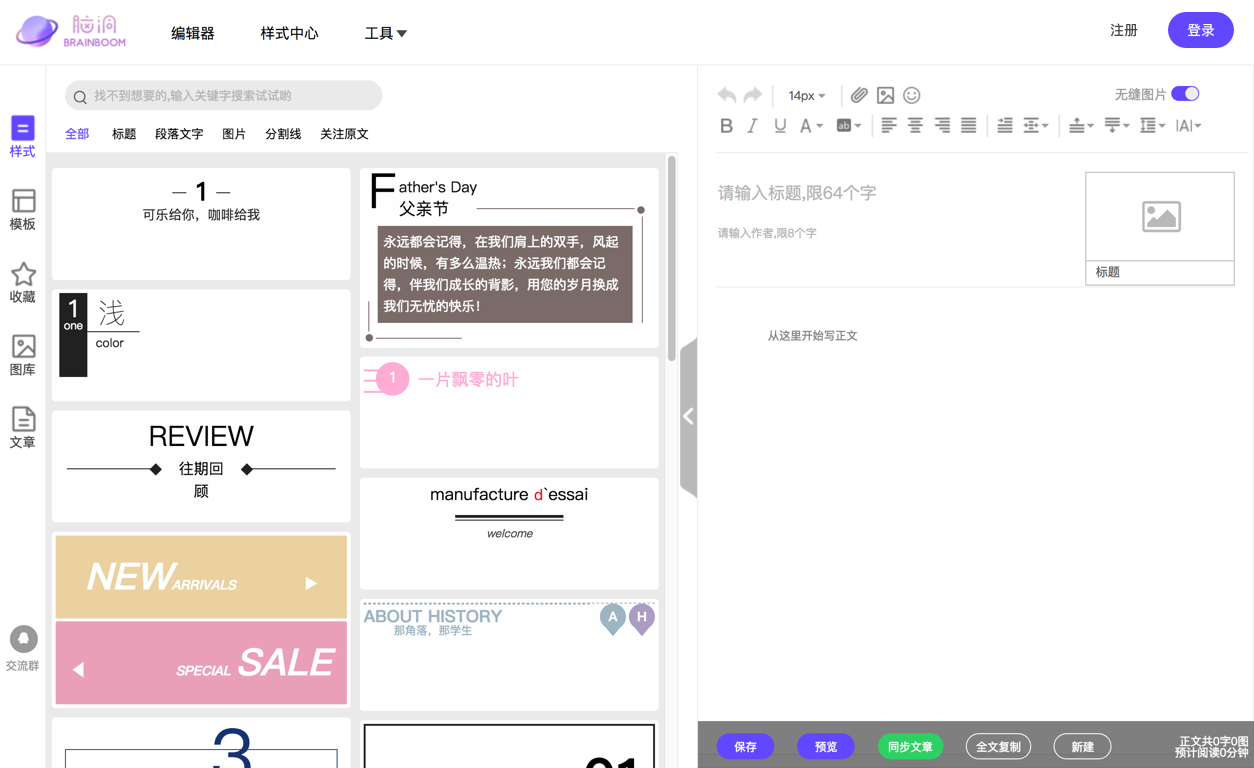 脑洞
BRAINBOOM
编辑器
样式中心
工具
注册
登录
样式
模板
收藏
图库
文章
交流群
找不到想要的,输入关键字搜索试试哟
全部
标题
段落文字
图片
分割线
关注原文
1
可乐给你，咖啡给我
1
one
浅
color
REVIEW
往期回
顾
NEW ARRIVALS
SPECIAL SALE
3
Father's Day
父亲节
永远都会记得，在我们肩上的双手，风起
的时候，有多么温热；永远我们都会记
得，伴我们成长的背影，用您的岁月换成
我们无忧的快乐！
1
一片飘零的叶
manufacture d`essai
welcome
ABOUT HISTORY
那角落，那学生
A
H
01
14px
无缝图片
B I U A ab
|A|
请输入标题,限64个字
请输入作者,限8个字
标题
从这里开始写正文
保存
预览
同步文章
全文复制
新建
正文共0字0图
预计阅读0分钟